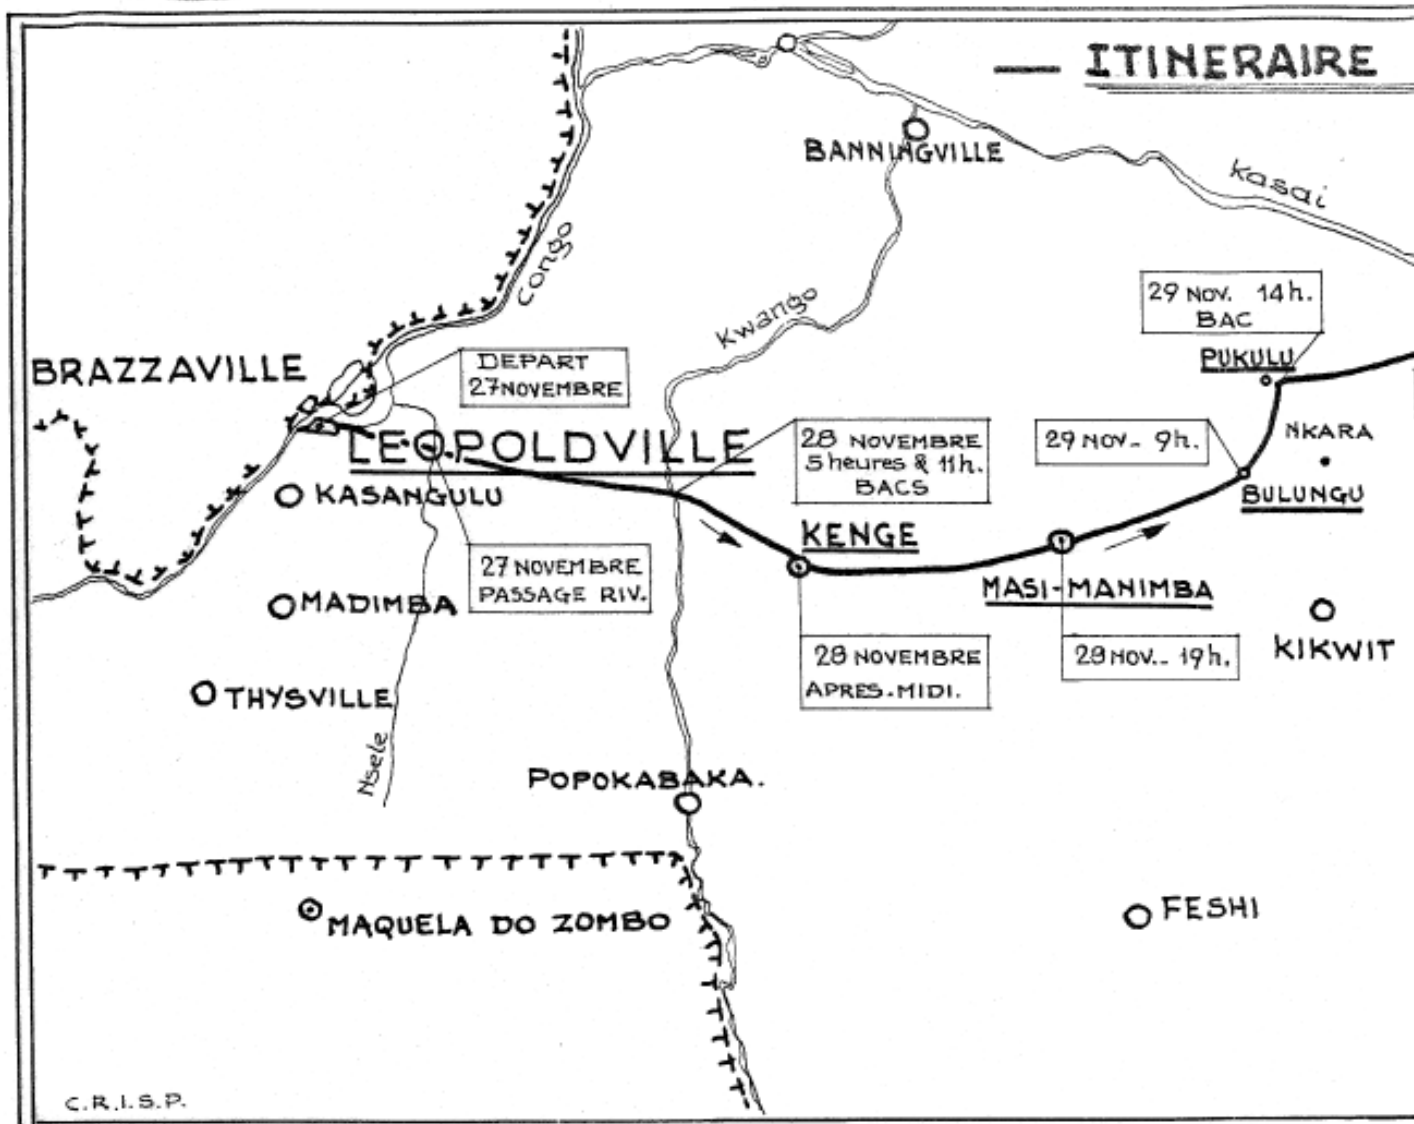 ITINERAIRE
BANNINGVILLE
Kasai
Congo
Kwango
29 NOV. 14h.
BAC
PUKULU
BRAZZAVILLE
DEPART
27 NOVEMBRE
LEOPOLDVILLE
28 NOVEMBRE
5 heures & 11h.
BACS
29 NOV_ 9h.
NKARA
BULUNGU
KASANGULU
KENGE
27 NOVEMBRE
PASSAGE RIV.
MADIMBA
MASI-MANIMBA
KIKWIT
28 NOVEMBRE
APRES-MIDI.
28 NOV_ 19h.
THYSVILLE
Nsele
POPOKABAKA.
MAQUELA DO ZOMBO
FESHI
C.R.I.S.P.